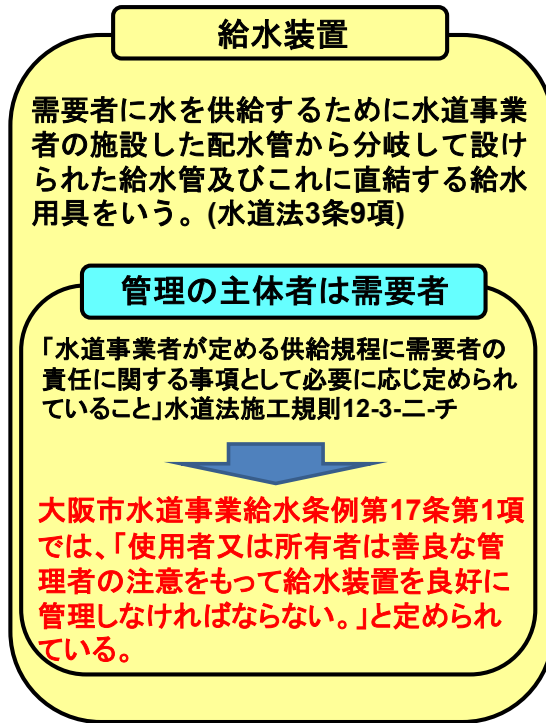 給水装置
需要者に水を供給するために水道事業
者の施設した配水管から分岐して設け
られた給水管及びこれに直結する給水
用具をいう。(水道法3条9項)
管理の主体者は需要者
「水道事業者が定める供給規程に需要者の
責任に関する事項として必要に応じ定められ
ていること」水道法施工規則12-3-ニ-チ
大阪市水道事業給水条例第17条第1項
では、「使用者又は所有者は善良な管
理者の注意をもって給水装置を良好に
管理しなければならない。」と定められ
ている。